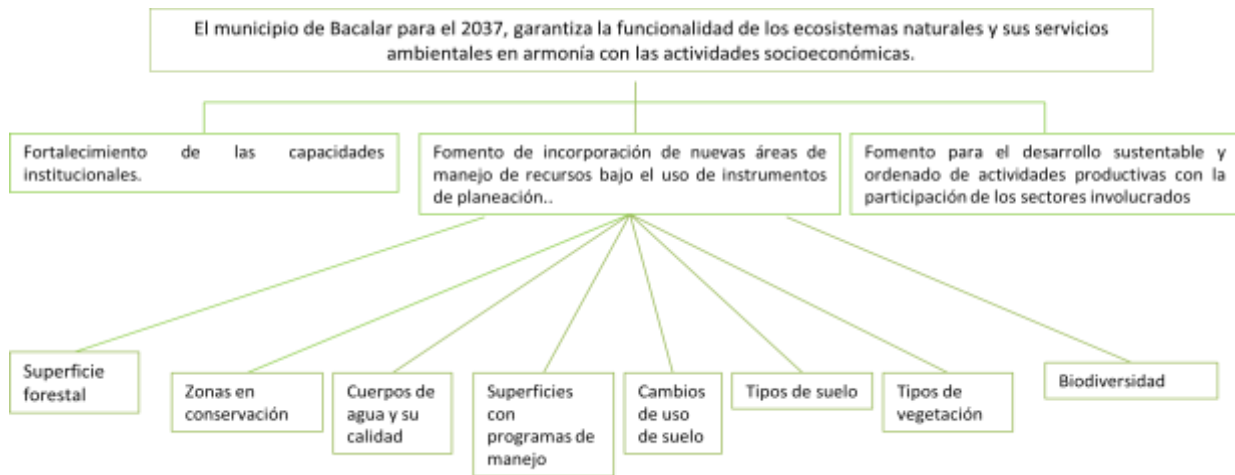 El municipio de Bacalar para el 2037, garantiza la funcionalidad de los ecosistemas naturales y sus servicios
ambientales en armonía con las actividades socioeconómicas.
Fortalecimiento de las capacidades
institucionales.
Fomento de incorporación de nuevas áreas de
manejo de recursos bajo el uso de instrumentos
de planeación..
Fomento para el desarrollo sustentable y
ordenado de actividades productivas con la
participación de los sectores involucrados
Superficie
forestal
Zonas en
conservación
Cuerpos de
agua y su
calidad
Superficies
con
programas de
manejo
Cambios
de uso
de suelo
Tipos de suelo
Tipos de
vegetación
Biodiversidad